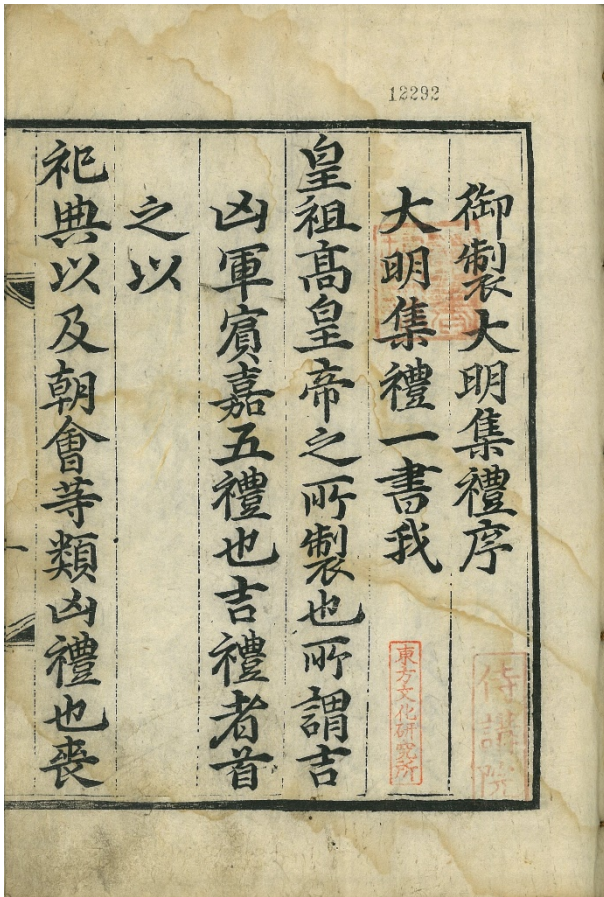 12292
御製大明集禮序
大明集禮一書我
皇祖高皇帝之所製也所謂吉
凶軍賓嘉五禮也吉禮者首
之以
祀典以及朝會等類凶禮也喪
東方文化研究所
侍講院